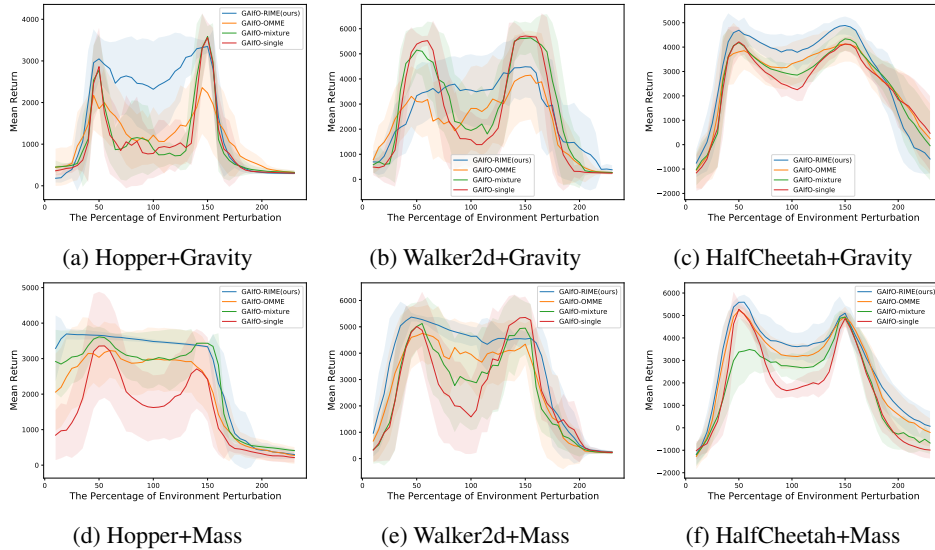 GAIfO-RIME(ours)
GAIfO-OMME
GAIfO-mixture
GAIfO-single
Mean Return
4000
3000
2000
1000
0
0 50 100 150 200
The Percentage of Environment Perturbation
(a) Hopper+Gravity
Mean Return
6000
5000
4000
3000
2000
1000
0
GAIfO-RIME(ours)
GAIfO-OMME
GAIfO-mixture
GAIfO-single
0 50 100 150 200
The Percentage of Environment Perturbation
(b) Walker2d+Gravity
Mean Return
5000
4000
3000
2000
1000
0
−1000
−2000
GAIfO-RIME(ours)
GAIfO-OMME
GAIfO-mixture
GAIfO-single
0 50 100 150 200
The Percentage of Environment Perturbation
(c) HalfCheetah+Gravity
GAIfO-RIME(ours)
GAIfO-OMME
GAIfO-mixture
GAIfO-single
Mean Return
4000
3000
2000
1000
0
0 50 100 150 200
The Percentage of Environment Perturbation
(d) Hopper+Mass
GAIfO-RIME(ours)
GAIfO-OMME
GAIfO-mixture
GAIfO-single
Mean Return
6000
5000
4000
3000
2000
1000
0
0 50 100 150 200
The Percentage of Environment Perturbation
(e) Walker2d+Mass
GAIfO-RIME(ours)
GAIfO-OMME
GAIfO-mixture
GAIfO-single
Mean Return
6000
5000
4000
3000
2000
1000
0
−1000
−2000
0 50 100 150 200
The Percentage of Environment Perturbation
(f) HalfCheetah+Mass